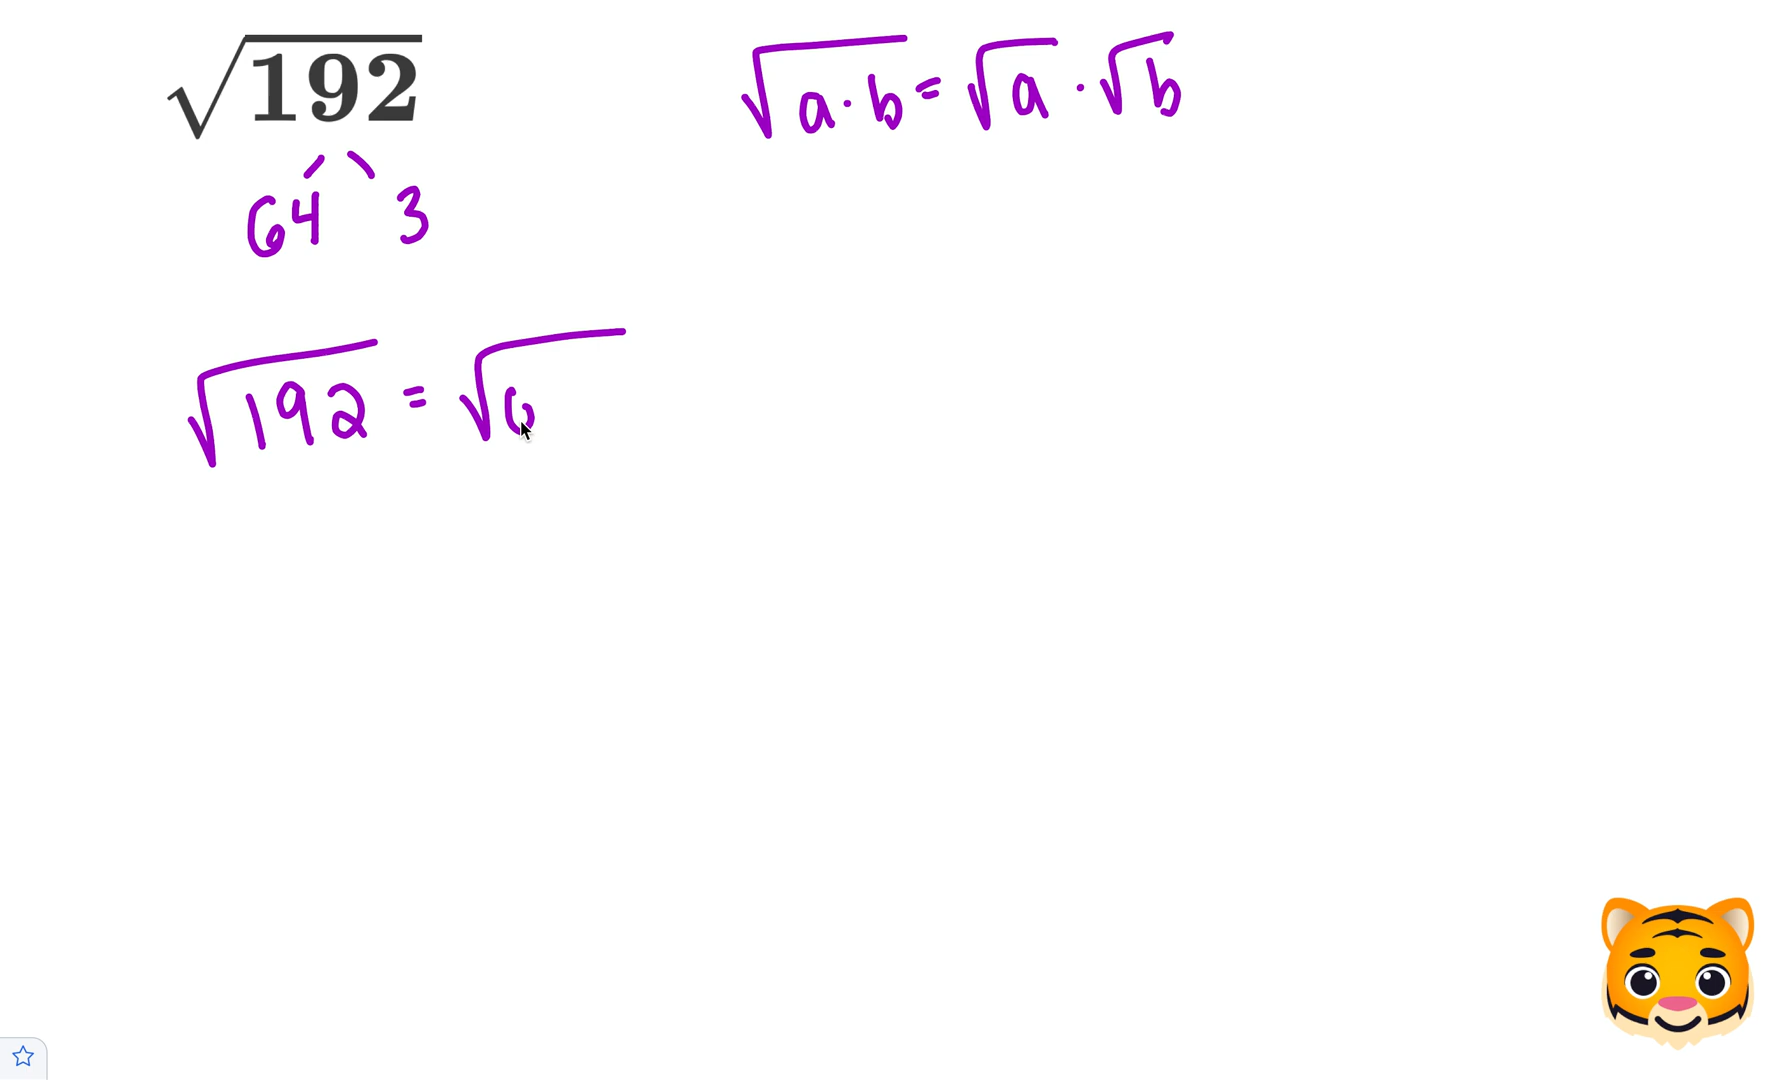 √192
√a·b = √a · √b
64 3
√192 = √6